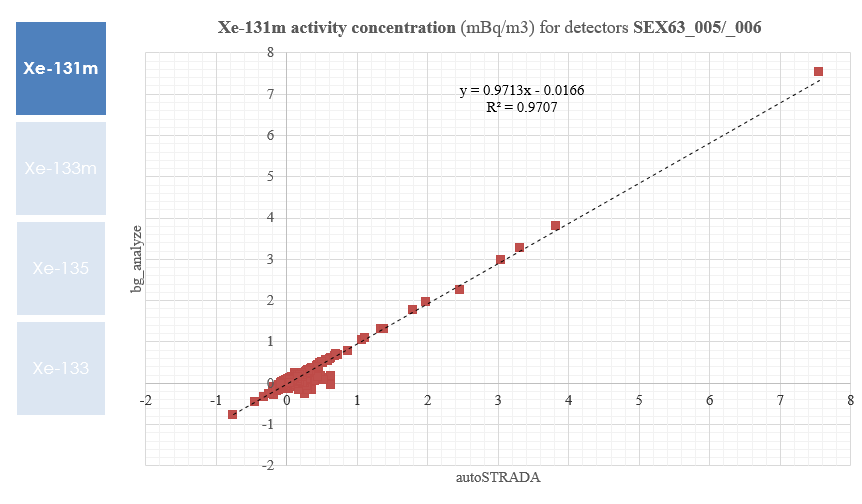 Xe-131m activity concentration (mBq/m3) for detectors SEX63_005/_006
Xe-131m
Xe-133m
Xe-135
Xe-133
y = 0.9713x - 0.0166
R² = 0.9707
8
7
6
5
4
3
2
1
0
-1
-2
-2
-1
0
1
2
3
4
5
6
7
8
bg_analyze
autoSTRADA